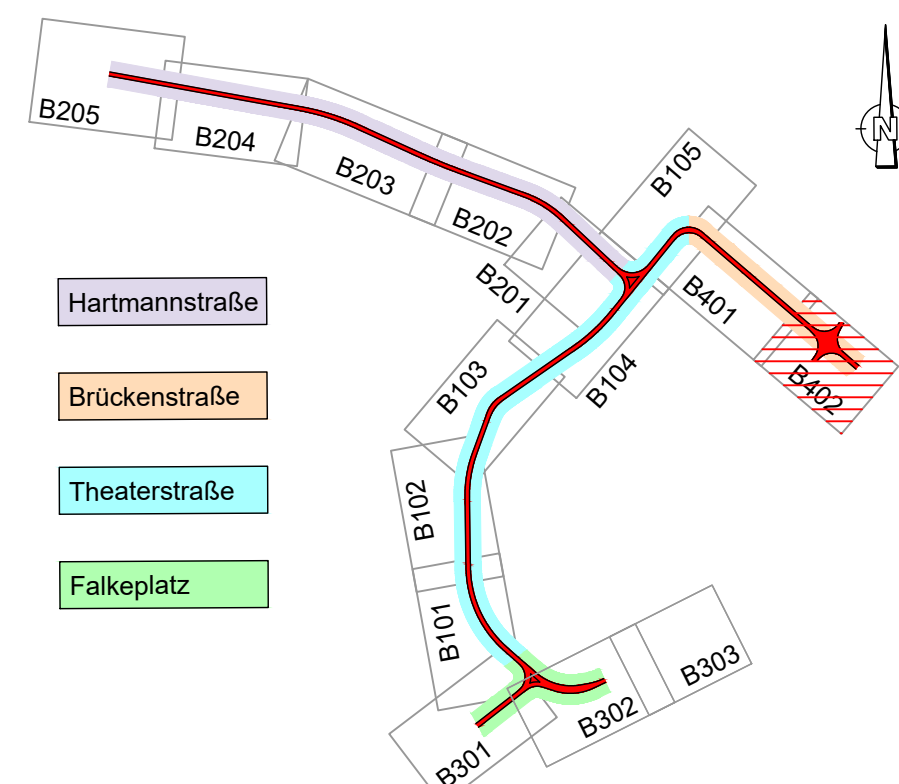 B205
B204
B203
B202
B201
B105
N
B401
B402
B104
B103
B102
B101
B301
B302
B303
Hartmannstraße
Brückenstraße
Theaterstraße
Falkeplatz